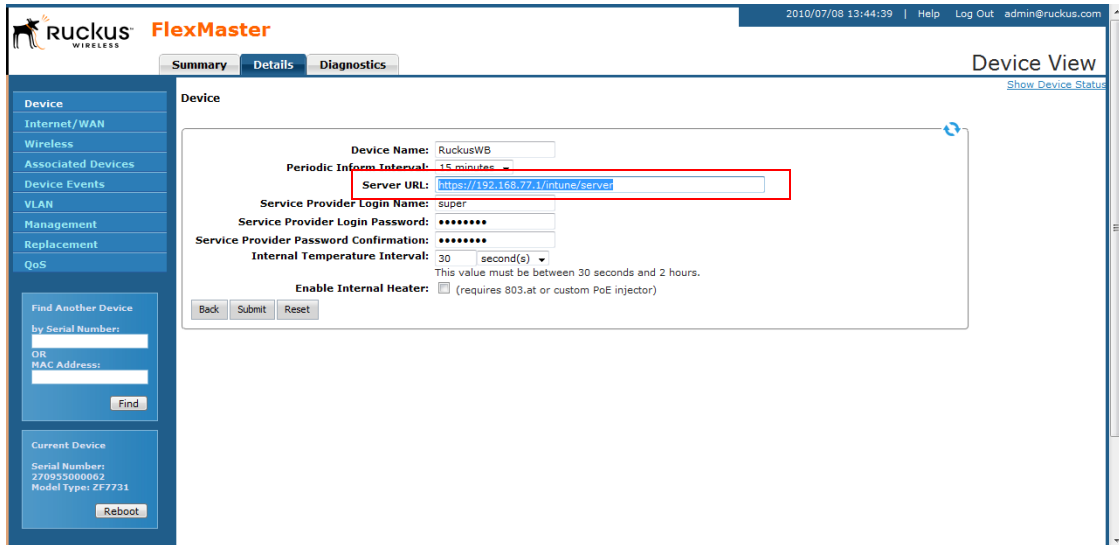 2010/07/08 13:44:39 | Help Log Out admin@ruckus.com
RUCKUS
WIRELESS
FlexMaster
Summary Details Diagnostics
Device View
Show Device Status
Device
Internet/WAN
Wireless
Associated Devices
Device Events
VLAN
Management
Replacement
QoS
Find Another Device
by Serial Number:
OR
MAC Address:
Find
Current Device
Serial Number:
270955000062
Model Type: ZF7731
Reboot
Device
Device Name: RuckusWB
Periodic Inform Interval: 15 minutes
Server URL: https://192.168.77.1/intune/server
Service Provider Login Name: super
Service Provider Login Password: ••••••••
Service Provider Password Confirmation: ••••••••
Internal Temperature Interval: 30 second(s)
This value must be between 30 seconds and 2 hours.
Enable Internal Heater: (requires 803.at or custom PoE injector)
Back Submit Reset